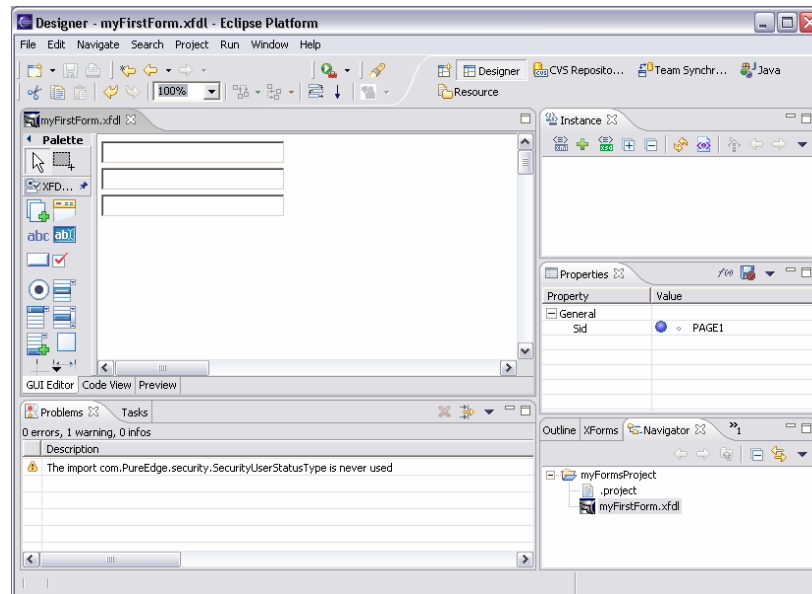 Designer - myFirstForm.xfdl - Eclipse Platform
File Edit Navigate Search Project Run Window Help
Designer CVS Reposito... Team Synchr... Java
100% Resource
myFirstForm.xfdl
Palette
XFD...
abc ab
GUI Editor Code View Preview
Instance
Properties
Property Value
General
Sid PAGE1
Problems Tasks
0 errors, 1 warning, 0 infos
Description
The import com.PureEdge.security.SecurityUserStatusType is never used
Outline XForms Navigator »1
myFormsProject
.project
myFirstForm.xfdl